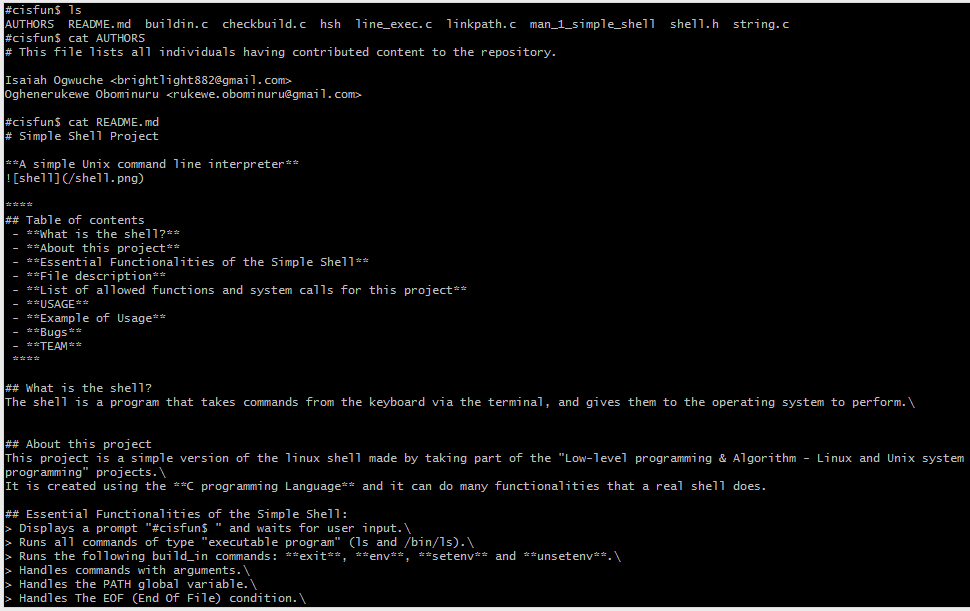 #cisfun$ ls
AUTHORS  README.md  buildin.c  checkbuild.c  hsh  line_exec.c  linkpath.c  man_1_simple_shell  shell.h  string.c
#cisfun$ cat AUTHORS
# This file lists all individuals having contributed content to the repository.

Isaiah Ogwuche <brightlight882@gmail.com>
Oghenerukewe Obominuru <rukewe.obominuru@gmail.com>

#cisfun$ cat README.md
# Simple Shell Project

**A simple Unix command line interpreter**
![shell](/shell.png)

****
## Table of contents
 - **What is the shell?**
 - **About this project**
 - **Essential Functionalities of the Simple Shell**
 - **File description**
 - **List of allowed functions and system calls for this project**
 - **USAGE**
 - **Example of Usage**
 - **Bugs**
 - **TEAM**
 ****

## What is the shell?
The shell is a program that takes commands from the keyboard via the terminal, and gives them to the operating system to perform.\


## About this project
This project is a simple version of the linux shell made by taking part of the "Low-level programming & Algorithm - Linux and Unix system
programming" projects.\
It is created using the **C programming Language** and it can do many functionalities that a real shell does.

## Essential Functionalities of the Simple Shell:
> Displays a prompt "#cisfun$ " and waits for user input.\
> Runs all commands of type "executable program" (ls and /bin/ls).\
> Runs the following build_in commands: **exit**, **env**, **setenv** and **unsetenv**.\
> Handles commands with arguments.\
> Handles the PATH global variable.\
> Handles The EOF (End Of File) condition.\